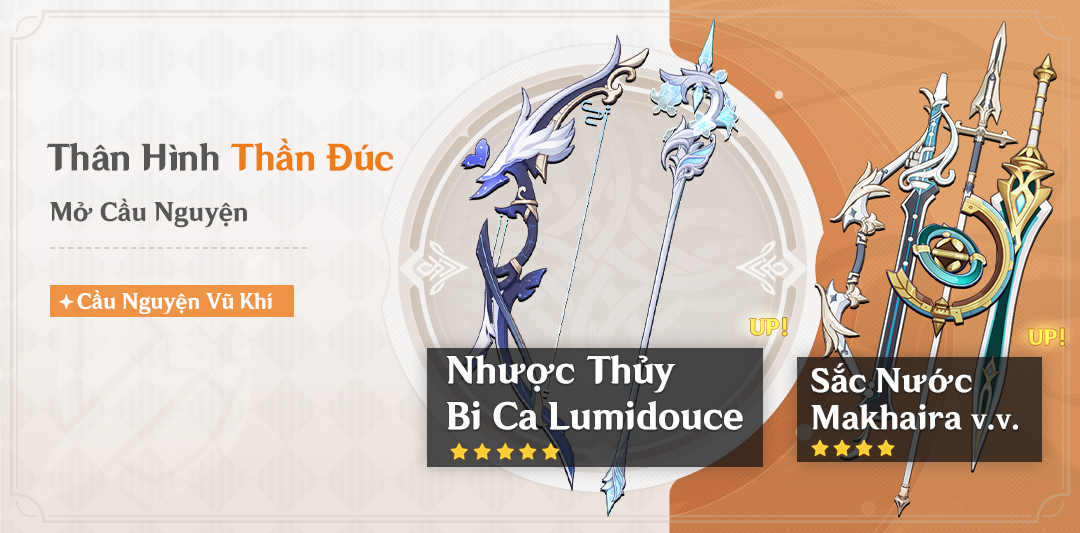 Thân Hình Thần Đúc
Mở Cầu Nguyện
Cầu Nguyện Vũ Khí
UP!
Nhược Thủy
Bi Ca Lumidouce
UP!
Sắc Nước
Makhaira v.v.